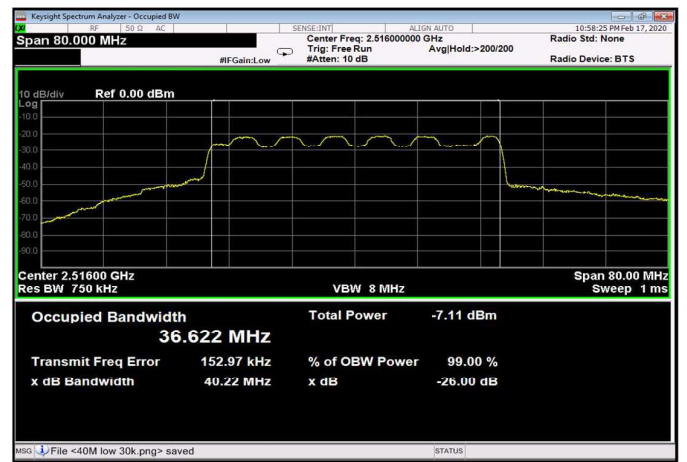 Keysight Spectrum Analyzer - Occupied BW
LXI RF 50 Ω AC SENSE:INT ALIGN AUTO 10:58:25 PM Feb 17, 2020
Span 80.000 MHz Center Freq: 2.516000000 GHz Radio Std: None
Trig: Free Run Avg|Hold:>200/200
#IFGain:Low #Atten: 10 dB Radio Device: BTS
10 dB/div Ref 0.00 dBm
Log
-10.0
-20.0
-30.0
-40.0
-50.0
-60.0
-70.0
-80.0
-90.0
Center 2.51600 GHz Span 80.00 MHz
Res BW 750 kHz VBW 8 MHz Sweep 1 ms
Occupied Bandwidth Total Power -7.11 dBm
36.622 MHz
Transmit Freq Error 152.97 kHz % of OBW Power 99.00 %
x dB Bandwidth 40.22 MHz x dB -26.00 dB
MSG File <40M low 30k.png> saved STATUS